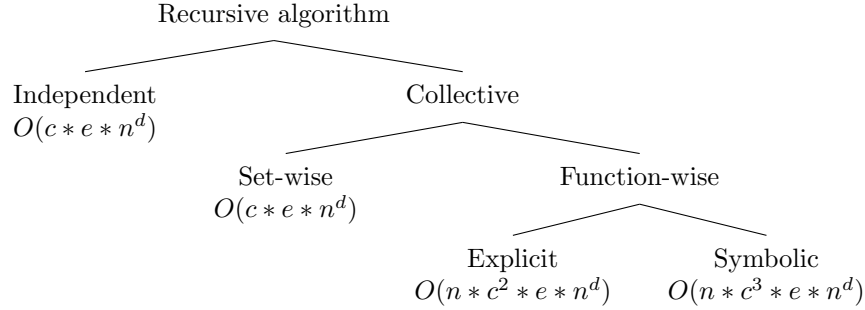 Recursive algorithm
Independent
O(c ∗ e ∗ n^d)
Collective
Set-wise
O(c ∗ e ∗ n^d)
Function-wise
Explicit
O(n ∗ c^2 ∗ e ∗ n^d)
Symbolic
O(n ∗ c^3 ∗ e ∗ n^d)